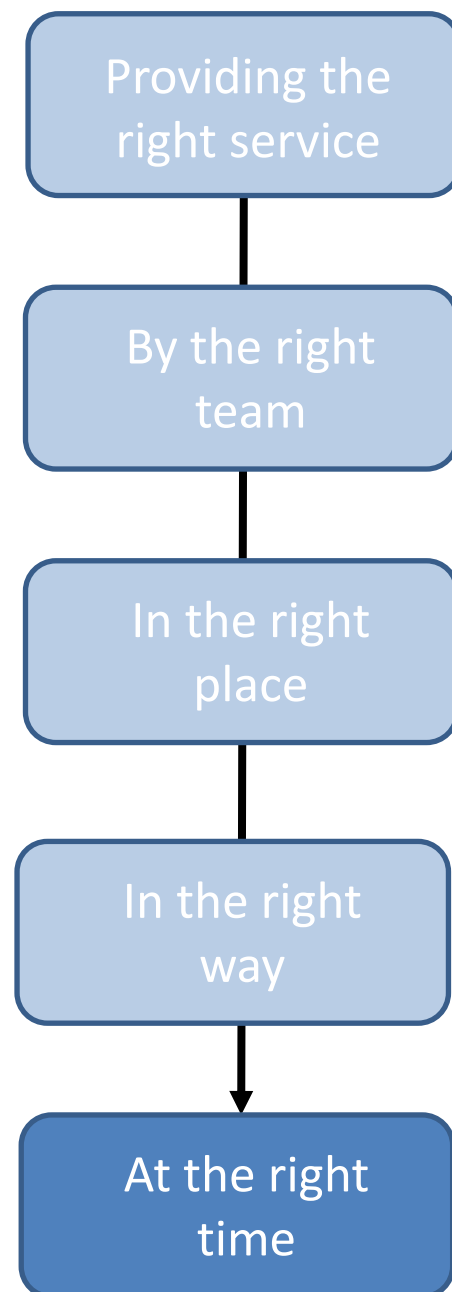 Providing the
right service
By the right
team
In the right
place
In the right
way
At the right
time